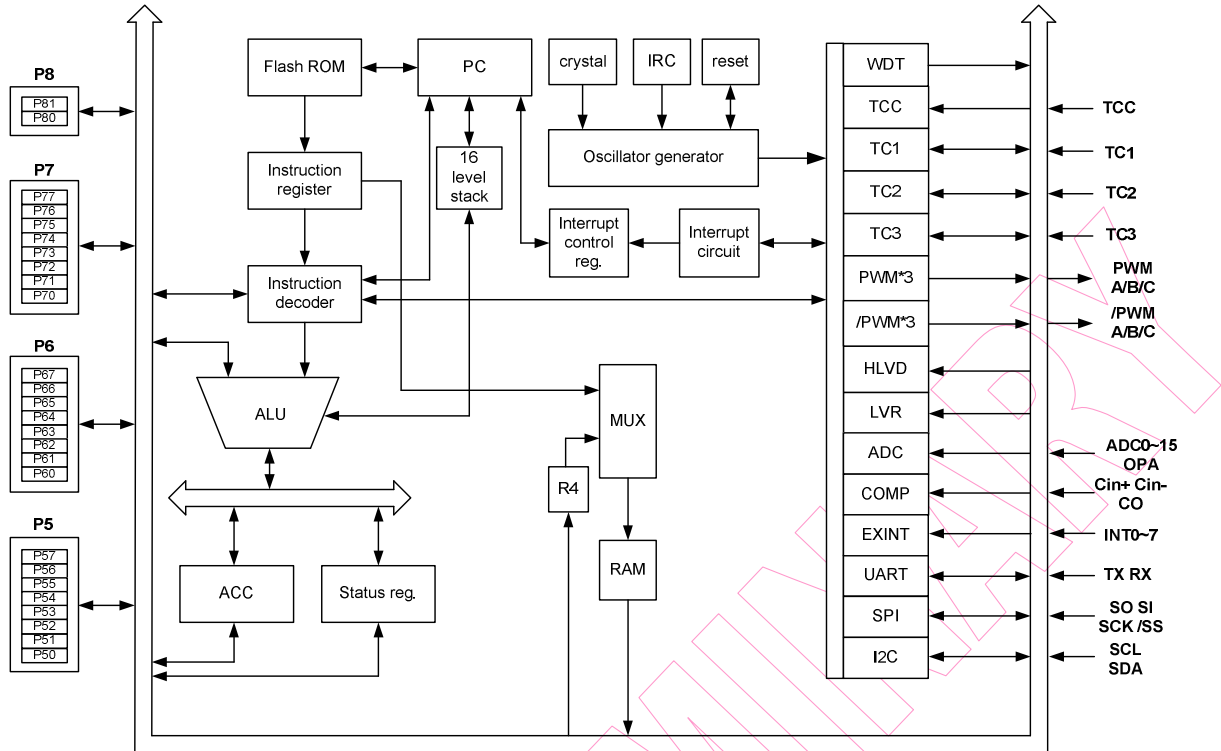 P8
P81
P80
P7
P77
P76
P75
P74
P73
P72
P71
P70
P6
P67
P66
P65
P64
P63
P62
P61
P60
P5
P57
P56
P55
P54
P53
P52
P51
P50
Flash ROM
PC
Instruction
register
16
level
stack
Instruction
decoder
ALU
ACC
Status reg.
crystal
IRC
reset
Oscillator generator
Interrupt
control
reg.
Interrupt
circuit
MUX
R4
RAM
WDT
TCC
TC1
TC2
TC3
PWM*3
/PWM*3
HLVD
LVR
ADC
COMP
EXINT
UART
SPI
I2C
TCC
TC1
TC2
TC3
PWM
A/B/C
/PWM
A/B/C
ADC0~15
OPA
Cin+ Cin-
CO
INT0~7
TX RX
SO SI
SCK /SS
SCL
SDA